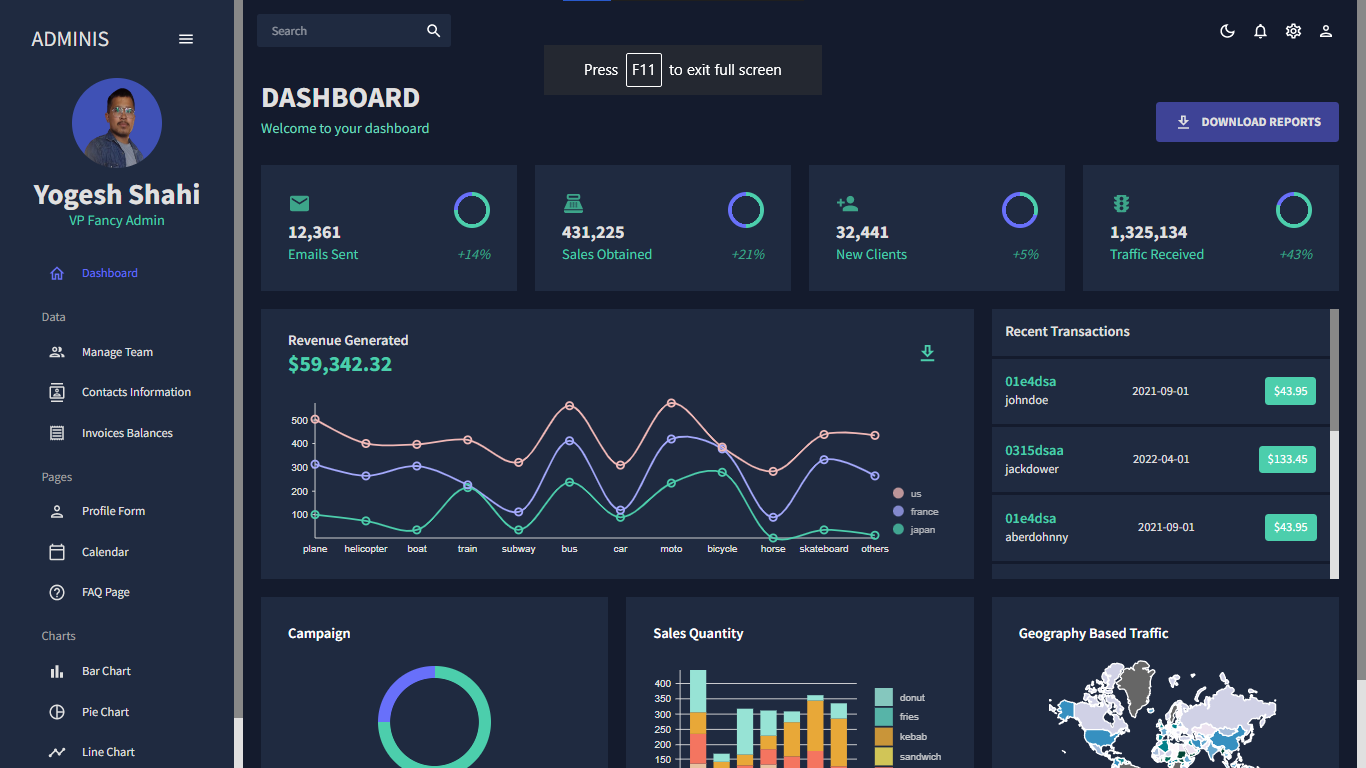 ADMINIS
Yogesh Shahi
VP Fancy Admin
Dashboard
Data
Manage Team
Contacts Information
Invoices Balances
Pages
Profile Form
Calendar
FAQ Page
Charts
Bar Chart
Pie Chart
Line Chart
Search
Press F11 to exit full screen
DASHBOARD
Welcome to your dashboard
DOWNLOAD REPORTS
12,361
Emails Sent
+14%
431,225
Sales Obtained
+21%
32,441
New Clients
+5%
1,325,134
Traffic Received
+43%
Revenue Generated
$59,342.32
500
400
300
200
100
plane helicopter boat train subway bus car moto bicycle horse skateboard others
us
france
japan
Recent Transactions
01e4dsa
johndoe
2021-09-01
$43.95
0315dsaa
jackdower
2022-04-01
$133.45
01e4dsa
aberdohnny
2021-09-01
$43.95
Campaign
Sales Quantity
400
350
300
250
200
150
donut
fries
kebab
sandwich
Geography Based Traffic